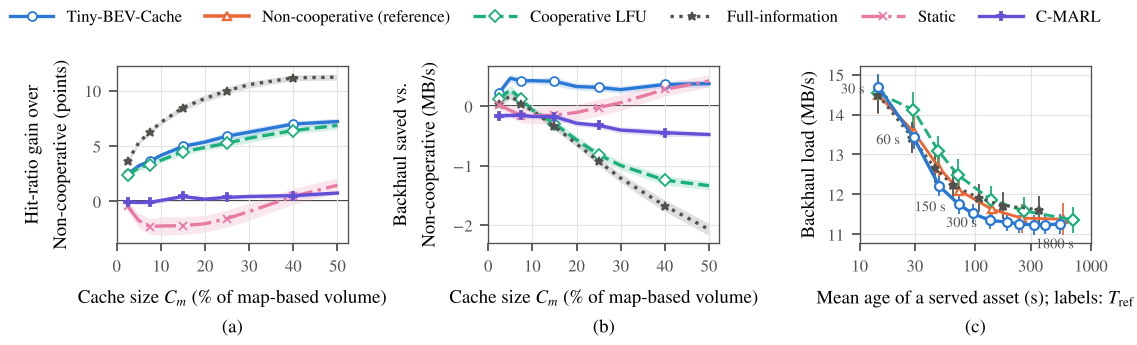 Tiny-BEV-Cache Non-cooperative (reference) Cooperative LFU Full-information Static C-MARL
Hit-ratio gain over
Non-cooperative (points)
10
5
0
0 10 20 30 40 50
Cache size Cm (% of map-based volume)
(a)
Backhaul saved vs.
Non-cooperative (MB/s)
0
−1
−2
0 10 20 30 40 50
Cache size Cm (% of map-based volume)
(b)
Backhaul load (MB/s)
15
14
13
12
11
30 s
60 s
150 s
300 s
1800 s
10 30 100 300 1000
Mean age of a served asset (s); labels: Tref
(c)